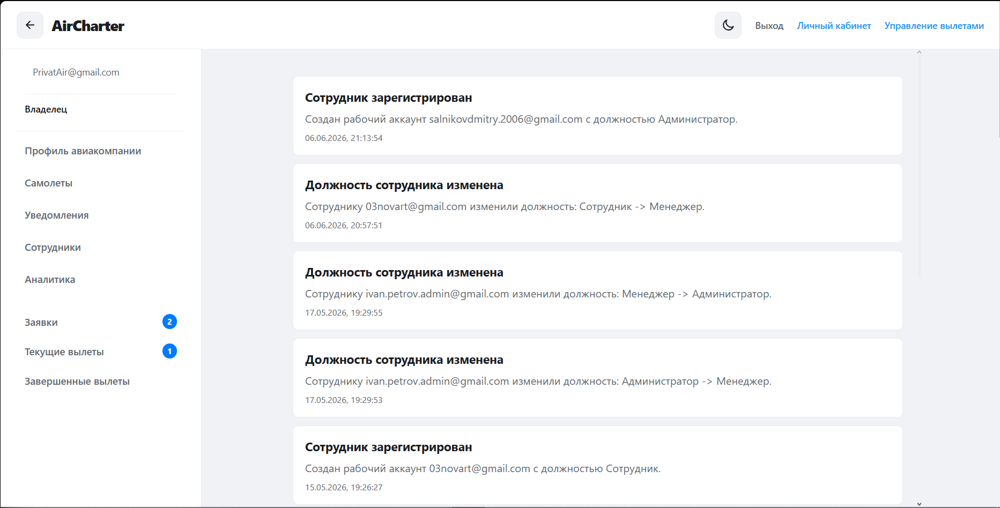 AirCharter
Выход Личный кабинет Управление вылетами
PrivatAir@gmail.com
Владелец
Профиль авиакомпании
Самолеты
Уведомления
Сотрудники
Аналитика
Заявки 2
Текущие вылеты 1
Завершенные вылеты
Сотрудник зарегистрирован
Создан рабочий аккаунт salnikovdmitry.2006@gmail.com с должностью Администратор.
06.06.2026, 21:13:54
Должность сотрудника изменена
Сотруднику 03novart@gmail.com изменили должность: Сотрудник -> Менеджер.
06.06.2026, 20:57:51
Должность сотрудника изменена
Сотруднику ivan.petrov.admin@gmail.com изменили должность: Менеджер -> Администратор.
17.05.2026, 19:29:55
Должность сотрудника изменена
Сотруднику ivan.petrov.admin@gmail.com изменили должность: Администратор -> Менеджер.
17.05.2026, 19:29:53
Сотрудник зарегистрирован
Создан рабочий аккаунт 03novart@gmail.com с должностью Сотрудник.
15.05.2026, 19:26:27